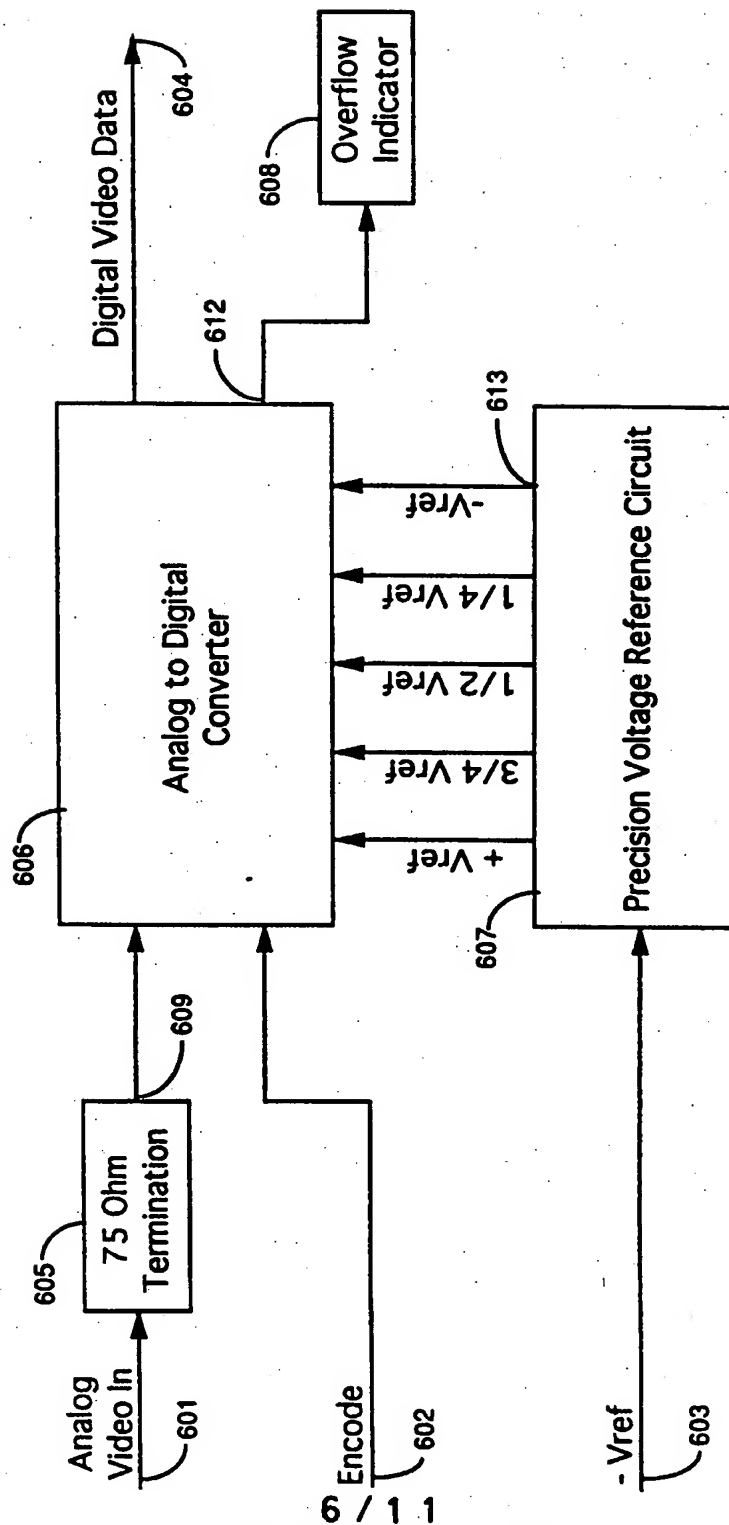 Analog
Video In
601
605
75 Ohm
Termination
609
Encode
602
- Vref
603
606
Analog to Digital
Converter
Digital Video Data
604
612
608
Overflow
Indicator
+ Vref
3/4 Vref
1/2 Vref
1/4 Vref
-Vref
613
607
Precision Voltage Reference Circuit
6/11